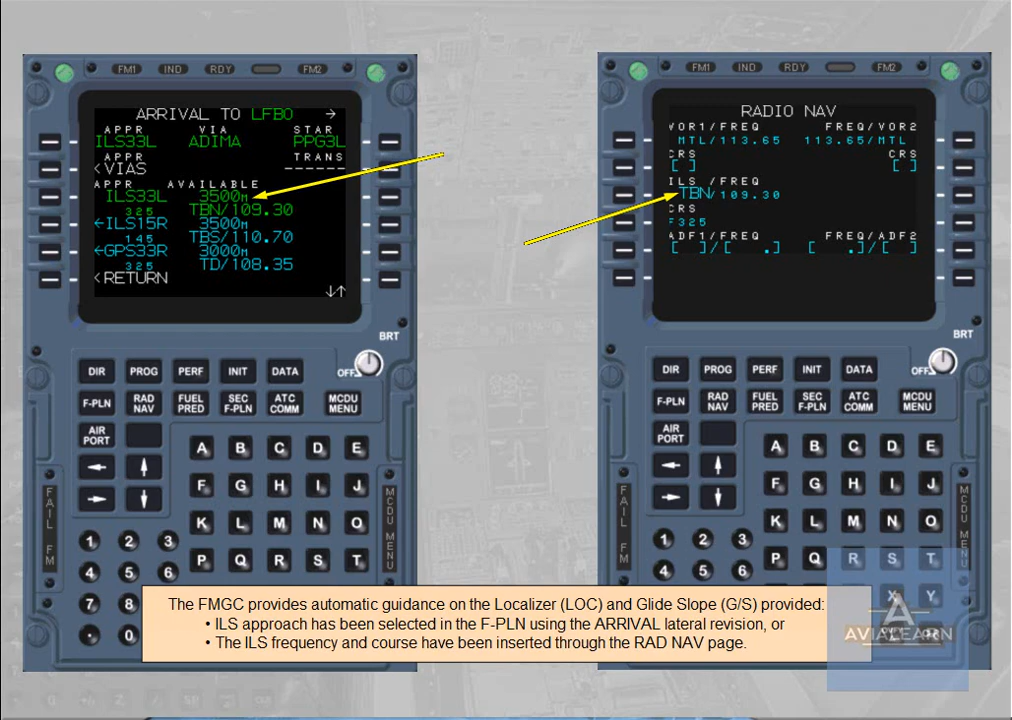 FM1 IND RDY FM2
ARRIVAL TO LFBO →
APPR VIA STAR
ILS33L ADIMA PPG3L
APPR TRANS
<VIAS -------
APPR AVAILABLE
ILS33L 3500M
325 TBN/109.30
←ILS15R 3500M
145 TBS/110.70
←GPS33R 3000M
325 TD/108.35
<RETURN
↓↑
BRT
OFF
DIR PROG PERF INIT DATA
F-PLN RAD NAV FUEL PRED SEC F-PLN ATC COMM MCDU MENU
AIR PORT
← ↑
→ ↓
A B C D E
F G H I J
K L M N O
P Q R S T
1 2 3
4 5 6
7 8
. 0
FAIL FM
MCDU MENU
FM1 IND RDY FM2
RADIO NAV
VOR1/FREQ FREQ/VOR2
MTL/113.65 113.65/MTL
CRS CRS
[ ] [ ]
ILS /FREQ
TBN/109.30
CRS
F325
ADF1/FREQ FREQ/ADF2
[ ]/[ .] [ .]/[ ]
BRT
OFF
DIR PROG PERF INIT DATA
F-PLN RAD NAV FUEL PRED SEC F-PLN ATC COMM MCDU MENU
AIR PORT
← ↑
→ ↓
A B C D E
F G H I J
K L M N O
P Q R S T
X Y
1 2 3
4 5 6
FAIL FM
MCDU MENU
The FMGC provides automatic guidance on the Localizer (LOC) and Glide Slope (G/S) provided:
• ILS approach has been selected in the F-PLN using the ARRIVAL lateral revision, or
• The ILS frequency and course have been inserted through the RAD NAV page.
AVIALEARN